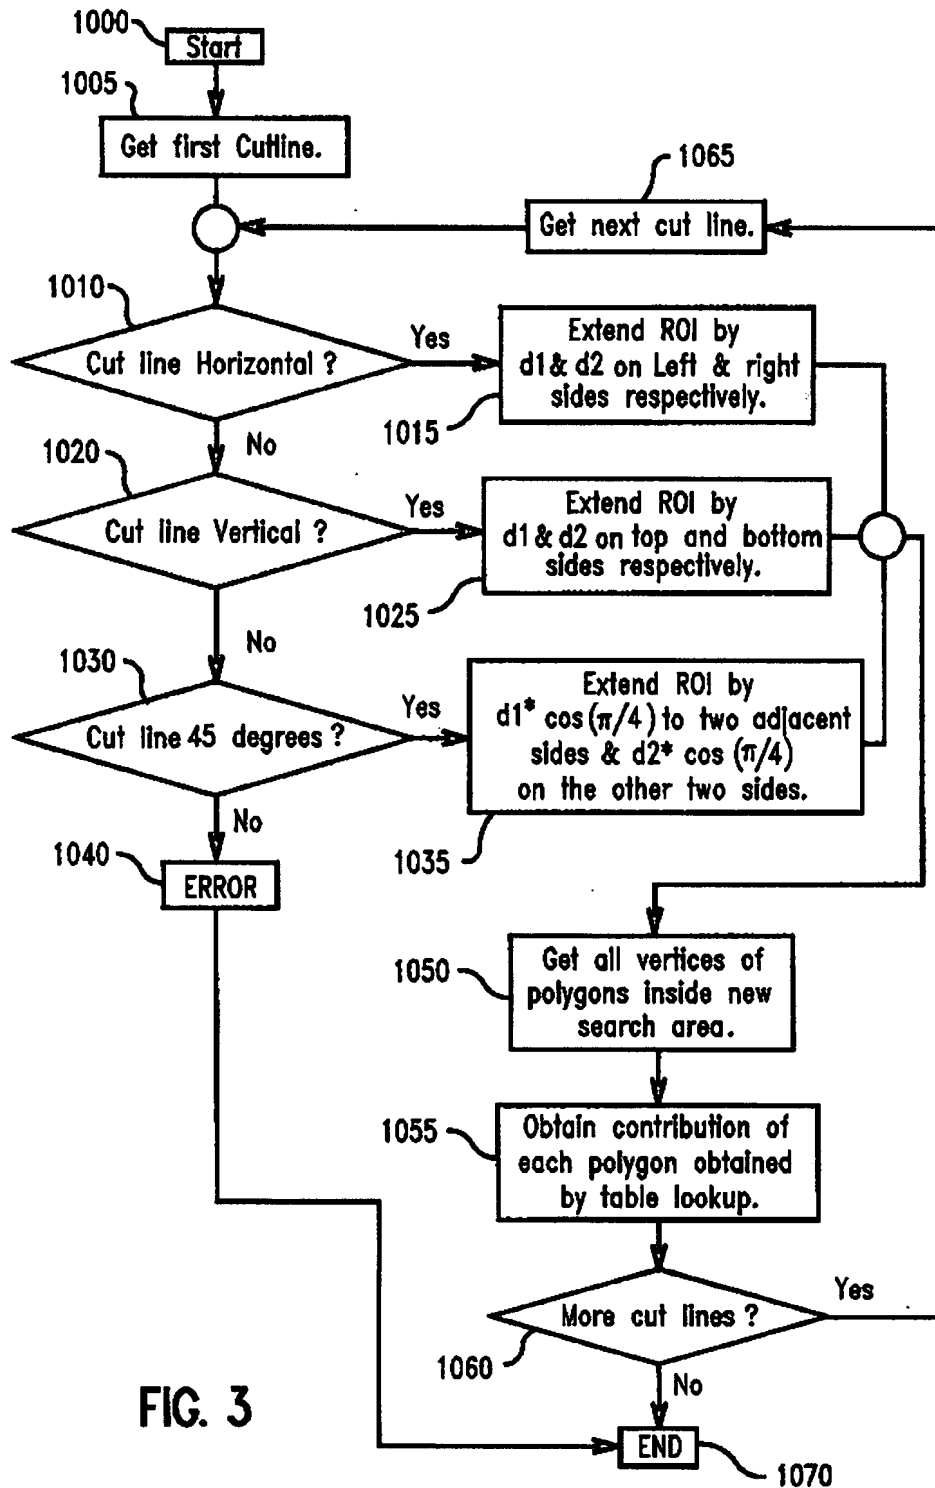 1000
Start
1005
Get first Cutline.
1065
Get next cut line.
1010
Cut line Horizontal ?
Yes
Extend ROI by
d1 & d2 on Left & right
sides respectively.
1015
No
1020
Cut line Vertical ?
Yes
Extend ROI by
d1 & d2 on top and bottom
sides respectively.
1025
No
1030
Cut line 45 degrees ?
Yes
Extend ROI by
d1* cos(π/4) to two adjacent
sides & d2* cos (π/4)
on the other two sides.
1035
No
1040
ERROR
1050
Get all vertices of
polygons inside new
search area.
1055
Obtain contribution of
each polygon obtained
by table lookup.
More cut lines ?
Yes
1060
No
END
1070
FIG. 3